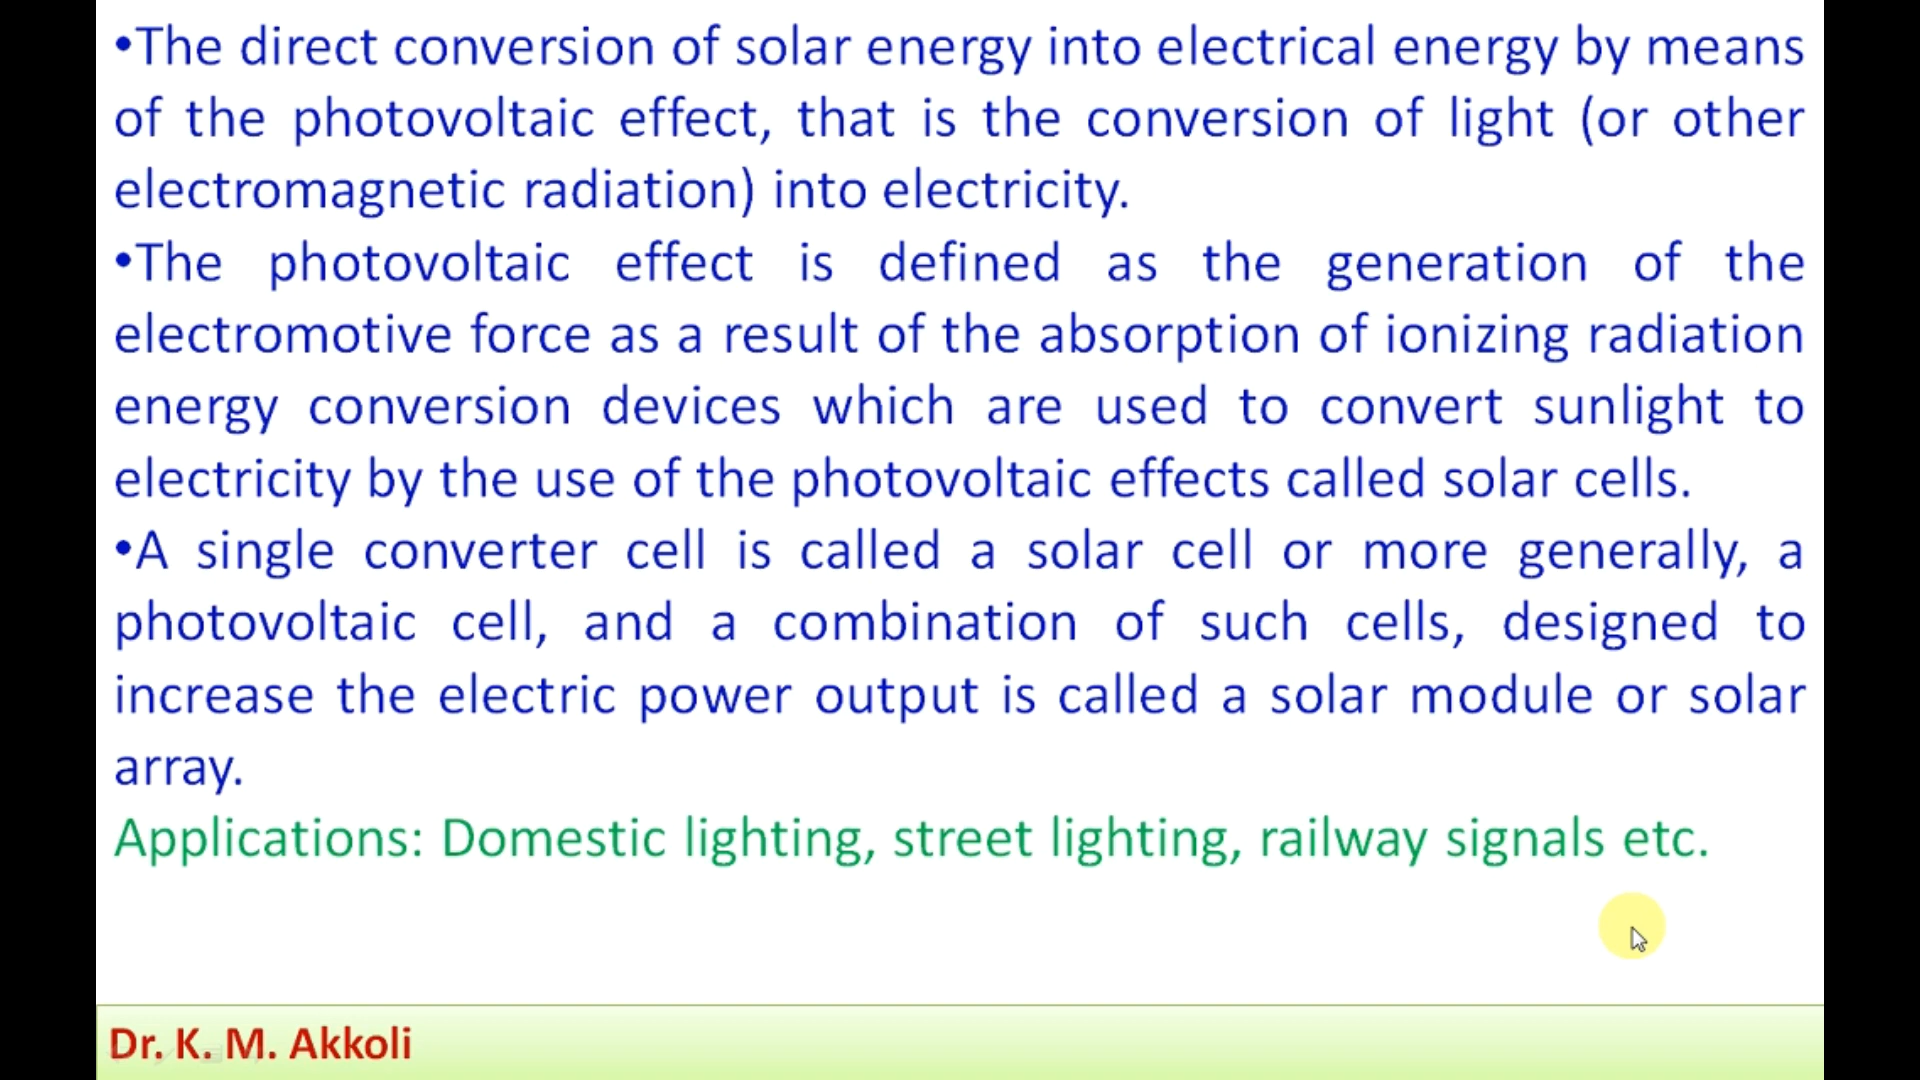 •The direct conversion of solar energy into electrical energy by means
of the photovoltaic effect, that is the conversion of light (or other
electromagnetic radiation) into electricity.
•The photovoltaic effect is defined as the generation of the
electromotive force as a result of the absorption of ionizing radiation
energy conversion devices which are used to convert sunlight to
electricity by the use of the photovoltaic effects called solar cells.
•A single converter cell is called a solar cell or more generally, a
photovoltaic cell, and a combination of such cells, designed to
increase the electric power output is called a solar module or solar
array.
Applications: Domestic lighting, street lighting, railway signals etc.
Dr. K. M. Akkoli